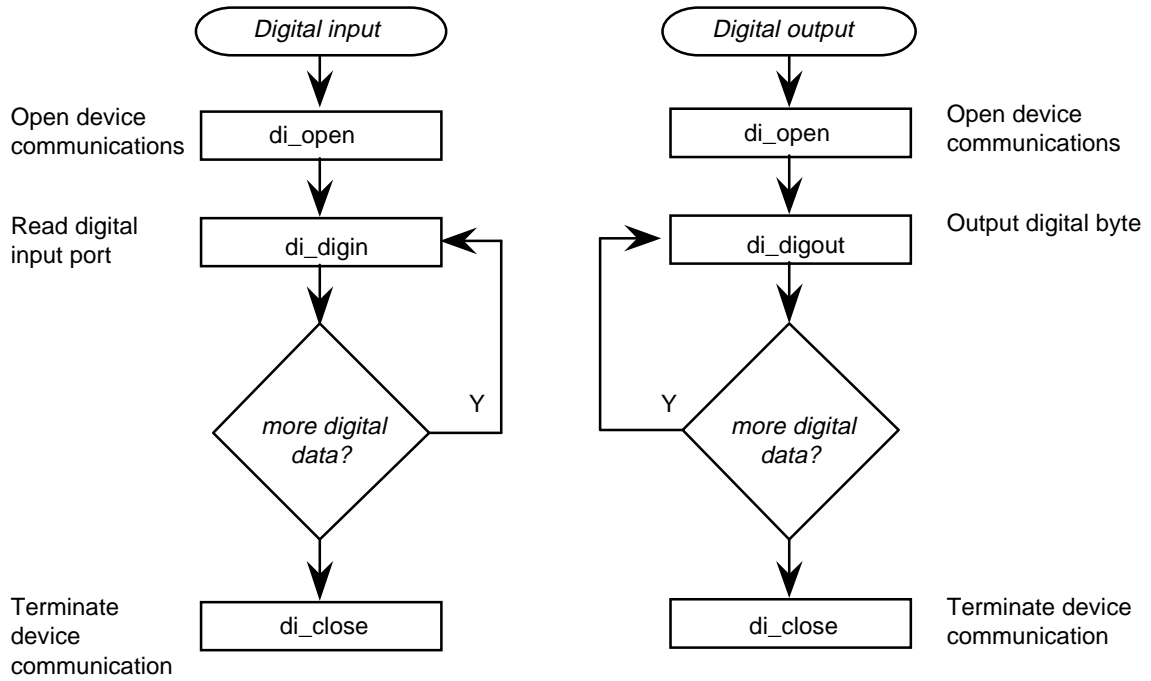 Digital input
Open device
communications
di_open
Read digital
input port
di_digin
Y
more digital
data?
Terminate
device
communication
di_close
Digital output
di_open
Open device
communications
di_digout
Output digital byte
Y
more digital
data?
di_close
Terminate device
communication